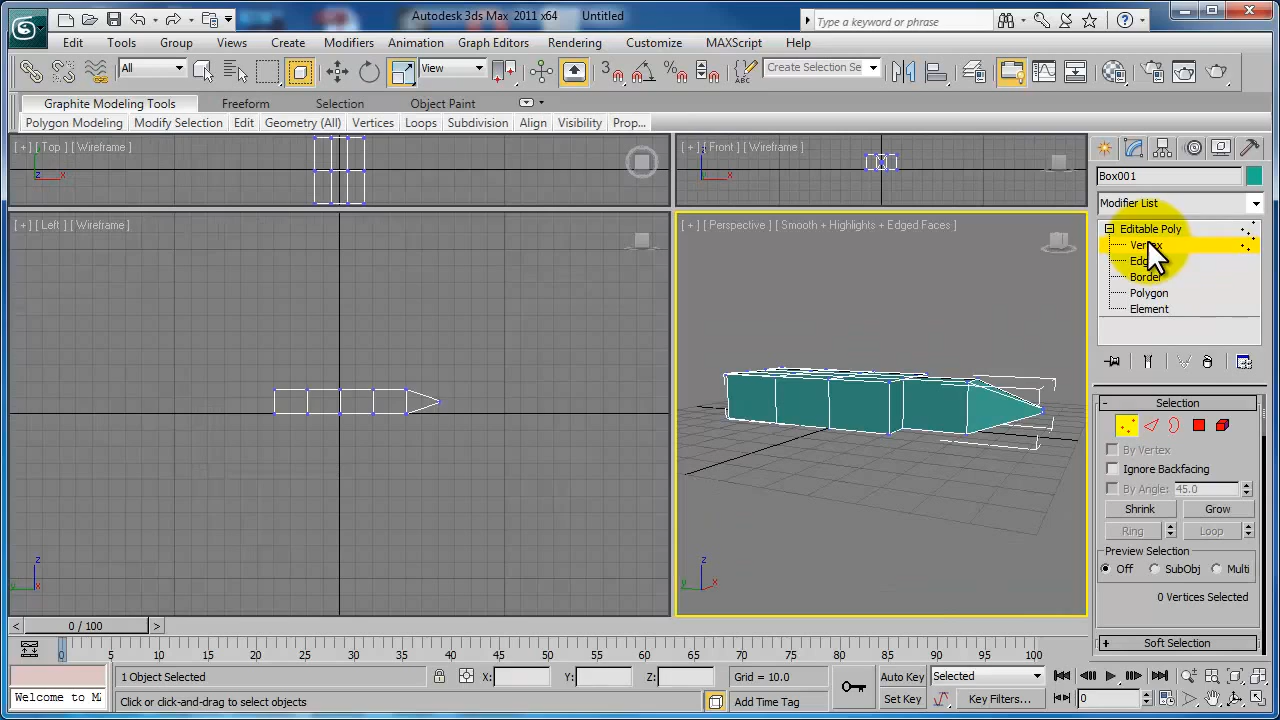 Autodesk 3ds Max 2011 x64 Untitled
Type a keyword or phrase
Edit Tools Group Views Create Modifiers Animation Graph Editors Rendering Customize MAXScript Help
All View Create Selection Se
Graphite Modeling Tools Freeform Selection Object Paint
Polygon Modeling Modify Selection Edit Geometry (All) Vertices Loops Subdivision Align Visibility Prop...
[ + ] [ Top ] [ Wireframe ]
[ + ] [ Front ] [ Wireframe ]
Box001
Modifier List
[ + ] [ Left ] [ Wireframe ]
[ + ] [ Perspective ] [ Smooth + Highlights + Edged Faces ]
Editable Poly
Vertex
Edge
Border
Polygon
Element
Selection
By Vertex
Ignore Backfacing
By Angle: 45.0
Shrink Grow
Ring Loop
Preview Selection
Off SubObj Multi
0 Vertices Selected
Soft Selection
< 0 / 100 >
0 5 10 15 20 25 30 35 40 45 50 55 60 65 70 75 80 85 90 95 100
1 Object Selected X: Y: Z: Grid = 10.0 Auto Key Selected
Welcome to M Click or click-and-drag to select objects Add Time Tag Set Key Key Filters... 0